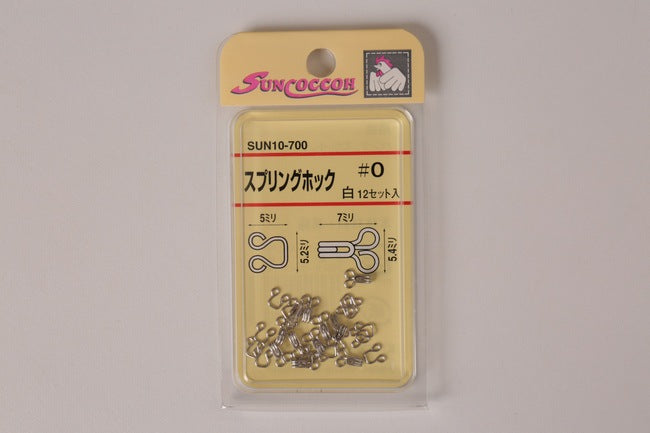 SUNCOCCOH
SUN10-700
スプリングホック #0
白 12セット入
5ミリ 7ミリ
5.2ミリ 5.4ミリ